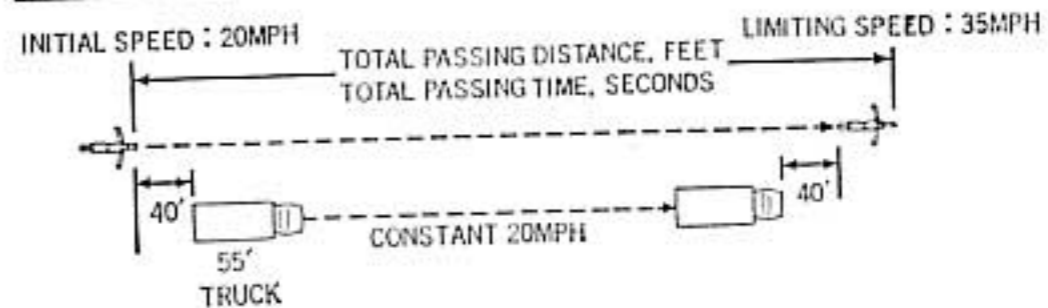 INITIAL SPEED : 20MPH
LIMITING SPEED : 35MPH
TOTAL PASSING DISTANCE, FEET
TOTAL PASSING TIME, SECONDS
40'
40'
CONSTANT 20MPH
55'
TRUCK